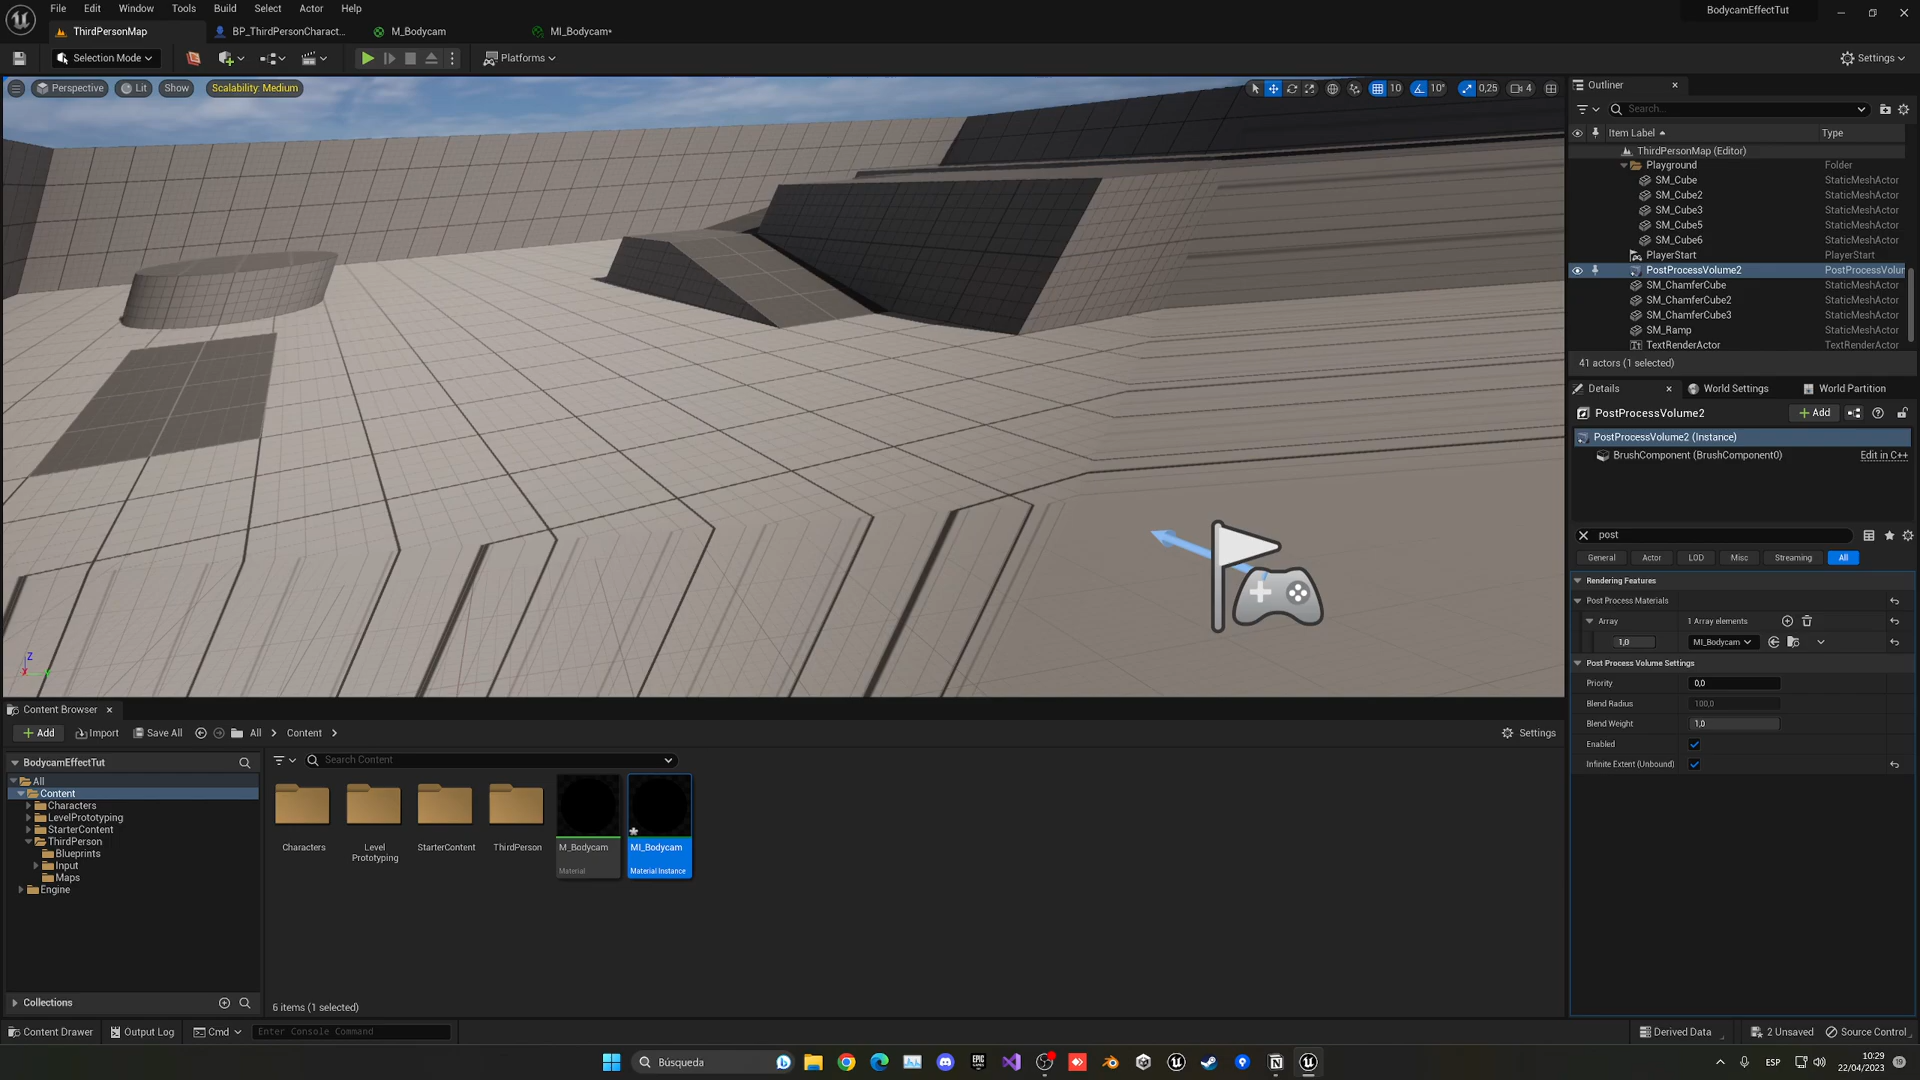 File Edit Window Tools Build Select Actor Help
BodycamEffectTut
ThirdPersonMap BP_ThirdPersonCharact... M_Bodycam MI_Bodycam*
Selection Mode Platforms Settings
Perspective Lit Show Scalability: Medium 10 10° 0,25 4
Z
Outliner
Search...
Item Label Type
ThirdPersonMap (Editor)
Playground Folder
SM_Cube StaticMeshActor
SM_Cube2 StaticMeshActor
SM_Cube3 StaticMeshActor
SM_Cube5 StaticMeshActor
SM_Cube6 StaticMeshActor
PlayerStart PlayerStart
PostProcessVolume2 PostProcessVolur
SM_ChamferCube StaticMeshActor
SM_ChamferCube2 StaticMeshActor
SM_ChamferCube3 StaticMeshActor
SM_Ramp StaticMeshActor
TextRenderActor TextRenderActor
41 actors (1 selected)
Details World Settings World Partition
PostProcessVolume2 Add
PostProcessVolume2 (Instance)
BrushComponent (BrushComponent0) Edit in C++
post
General Actor LOD Misc Streaming All
Rendering Features
Post Process Materials
Array 1 Array elements
1,0 MI_Bodycam
Post Process Volume Settings
Priority 0,0
Blend Radius 100,0
Blend Weight 1,0
Enabled
Infinite Extent (Unbound)
Content Browser
Add Import Save All All Content Settings
BodycamEffectTut
All
Content
Characters
LevelPrototyping
StarterContent
ThirdPerson
Blueprints
Input
Maps
Engine
Collections
Search Content
Characters
Level
Prototyping
StarterContent
ThirdPerson
M_Bodycam
Material
MI_Bodycam
Material Instance
6 items (1 selected)
Content Drawer Output Log Cmd Enter Console Command Derived Data 2 Unsaved Source Control
Búsqueda EPIC ESP 10:29
22/04/2023